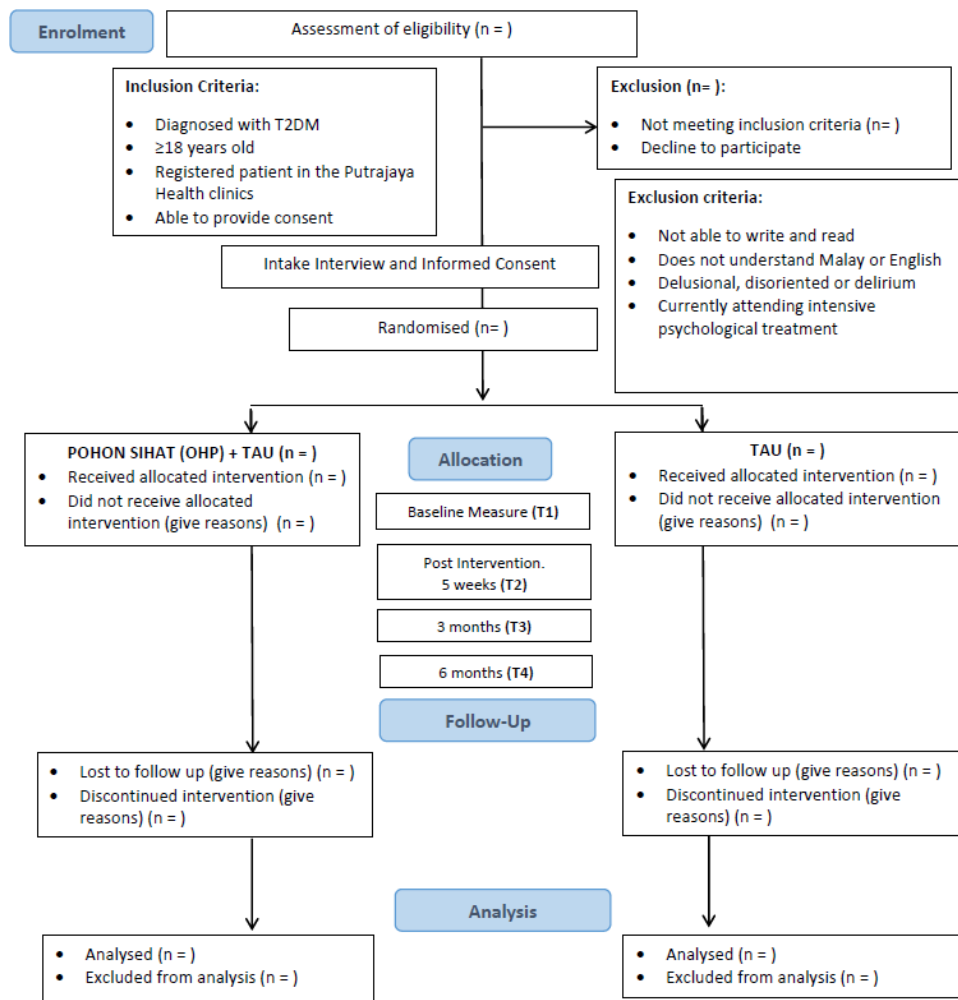 Enrolment
Assessment of eligibility (n = )
Inclusion Criteria:
• Diagnosed with T2DM
• ≥18 years old
• Registered patient in the Putrajaya
Health clinics
• Able to provide consent
Exclusion (n= ):
• Not meeting inclusion criteria (n= )
• Decline to participate
Exclusion criteria:
• Not able to write and read
• Does not understand Malay or English
• Delusional, disoriented or delirium
• Currently attending intensive
psychological treatment
Intake Interview and Informed Consent
Randomised (n= )
POHON SIHAT (OHP) + TAU (n = )
• Received allocated intervention (n = )
• Did not receive allocated
intervention (give reasons) (n = )
Allocation
Baseline Measure (T1)
Post Intervention.
5 weeks (T2)
3 months (T3)
6 months (T4)
Follow-Up
TAU (n = )
• Received allocated intervention (n = )
• Did not receive allocated intervention
(give reasons) (n = )
• Lost to follow up (give reasons) (n = )
• Discontinued intervention (give
reasons) (n = )
• Lost to follow up (give reasons) (n = )
• Discontinued intervention (give
reasons) (n = )
Analysis
• Analysed (n = )
• Excluded from analysis (n = )
• Analysed (n = )
• Excluded from analysis (n = )